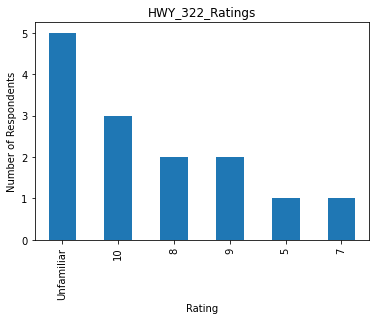 HWY_322_Ratings
Number of Respondents
5
4
3
2
1
0
Unfamiliar
10
8
9
5
7
Rating